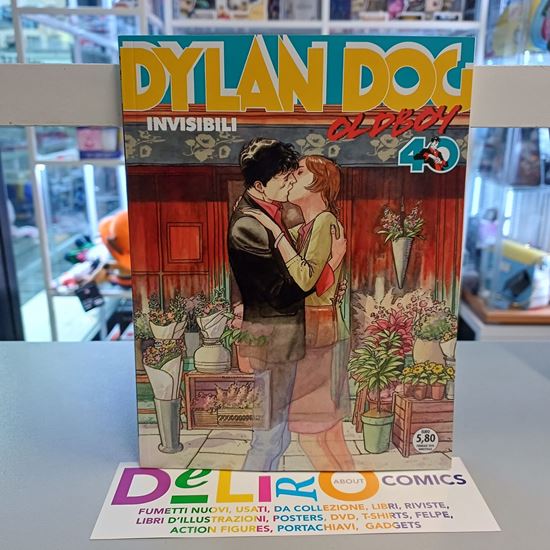 DYLAN DOG
INVISIBILI
OLDBOY
40
EURO
5,80
DeLiRO ABOUT COMICS
FUMETTI NUOVI, USATI, DA COLLEZIONE, LIBRI, RIVISTE,
LIBRI D'ILLUSTRAZIONI, POSTERS, DVD, T-SHIRTS, FELPE,
ACTION FIGURES, PORTACHIAVI, GADGETS